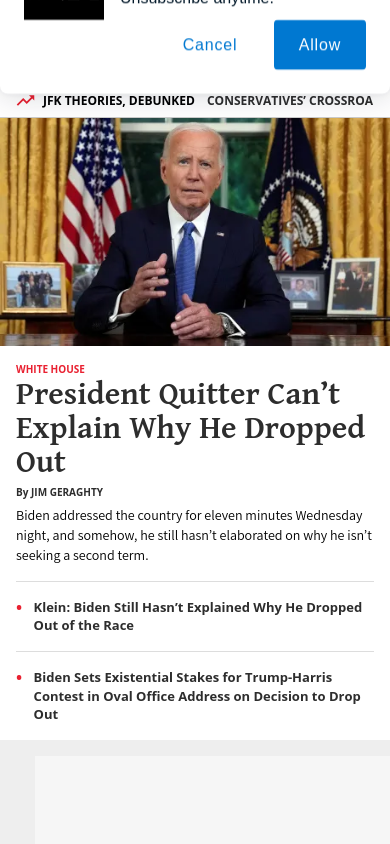 Unsubscribe anytime.
Cancel
Allow
JFK THEORIES, DEBUNKED
CONSERVATIVES’ CROSSROA
WHITE HOUSE
President Quitter Can’t
Explain Why He Dropped
Out
By JIM GERAGHTY
Biden addressed the country for eleven minutes Wednesday
night, and somehow, he still hasn’t elaborated on why he isn’t
seeking a second term.
Klein: Biden Still Hasn’t Explained Why He Dropped
Out of the Race
Biden Sets Existential Stakes for Trump-Harris
Contest in Oval Office Address on Decision to Drop
Out